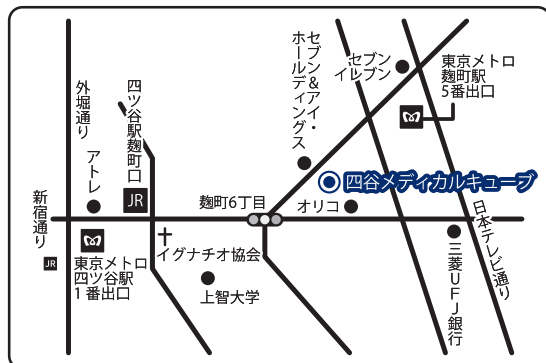 セブン&アイ・
ホールディングス
セブン
イレブン
東京メトロ
麹町駅
5番出口
外堀通り
四ツ谷駅麹町口
アトレ
JR
四谷メディカルキューブ
新宿通り
麹町6丁目
オリコ
JR
東京メトロ
四ツ谷駅
1番出口
イグナチオ協会
上智大学
三菱UFJ銀行
日本テレビ通り